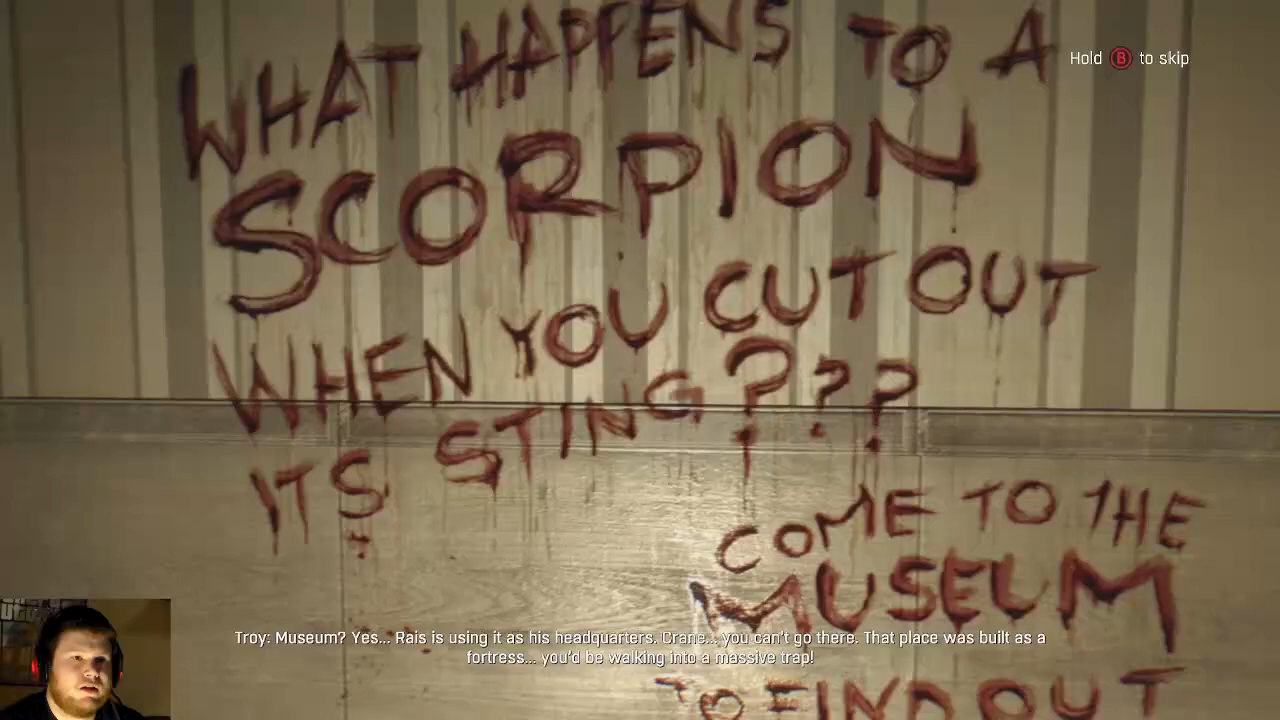 WHAT HAPPENS TO A
Hold B to skip
SCORPION
WHEN YOU CUT OUT
ITS STING???
COME TO THE
MUSEUM
Troy: Museum? Yes... Rais is using it as his headquarters. Crane... you can't go there. That place was built as a
fortress... you'd be walking into a massive trap!
TO FIND OUT